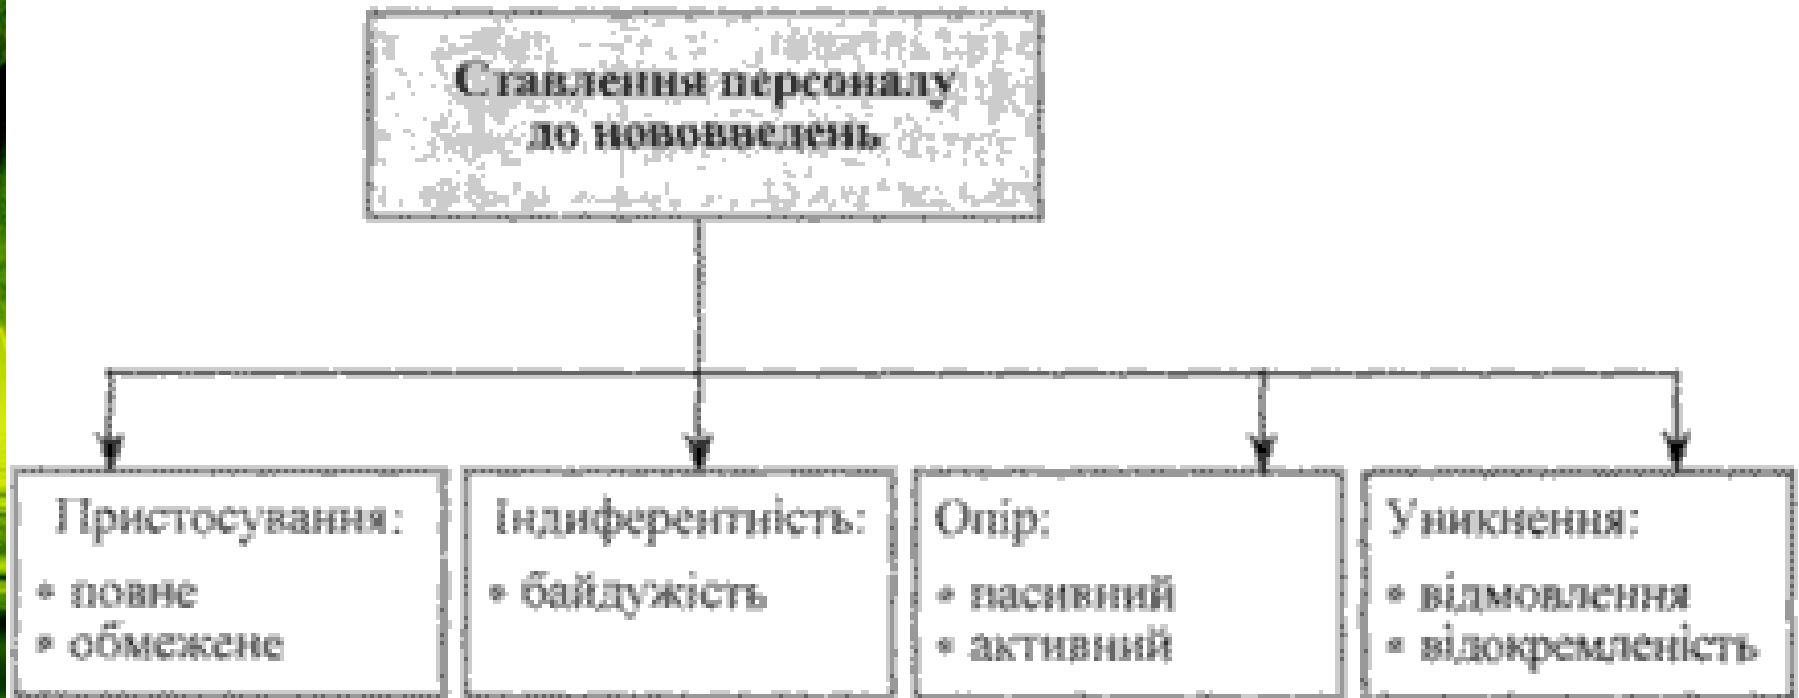 Ставлення персоналу
до нововведень
Пристосування:
• повне
• обмежене
Індиферентність:
• байдужість
Опір:
• пасивний
• активний
Уникнення:
• відмовлення
• відокремленість